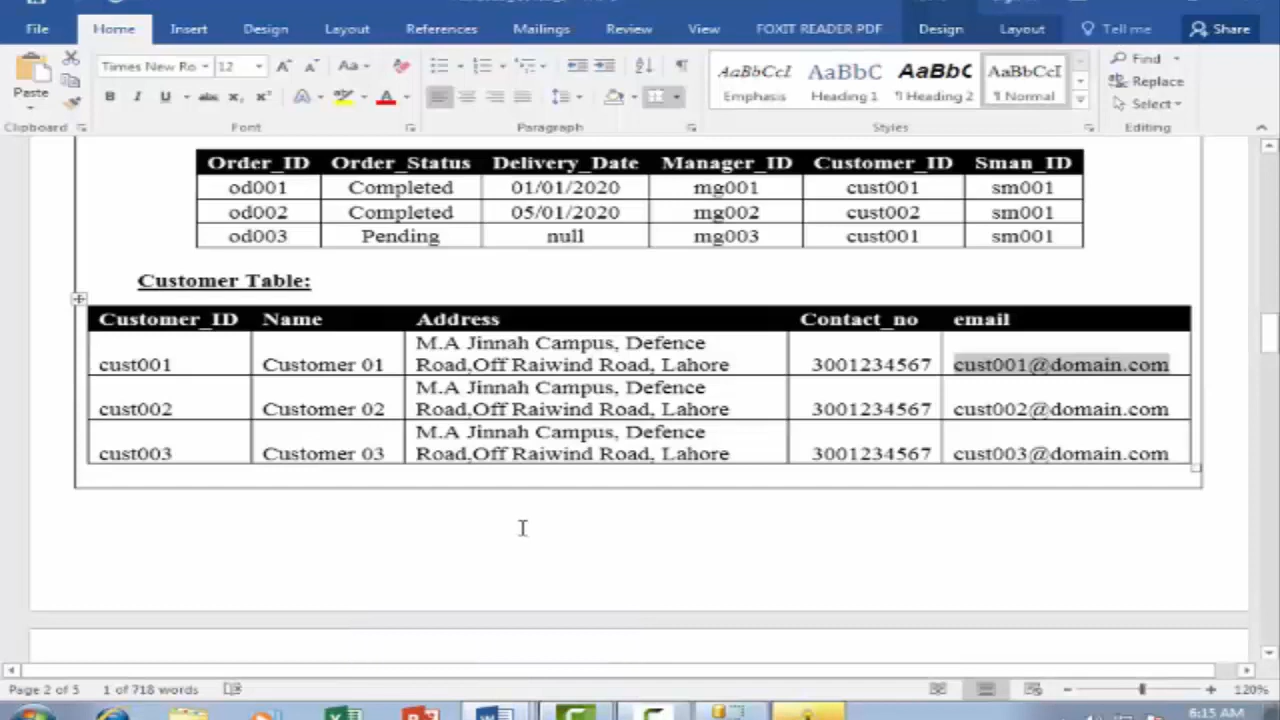 File Home Insert Design Layout References Mailings Review View FOXIT READER PDF Design Layout Tell me Share
Paste Times New Ro 12 Aa AaBbCcI AaBbC AaBbC AaBbCcI Find
Emphasis Heading 1 ¶ Heading 2 ¶ Normal Replace
B I U abc x₂ x² A A Select
Clipboard Font Paragraph Styles Editing
Order_ID Order_Status Delivery_Date Manager_ID Customer_ID Sman_ID
od001 Completed 01/01/2020 mg001 cust001 sm001
od002 Completed 05/01/2020 mg002 cust002 sm001
od003 Pending null mg003 cust001 sm001
Customer Table:
Customer_ID Name Address Contact_no email
M.A Jinnah Campus, Defence
cust001 Customer 01 Road,Off Raiwind Road, Lahore 3001234567 cust001@domain.com
M.A Jinnah Campus, Defence
cust002 Customer 02 Road,Off Raiwind Road, Lahore 3001234567 cust002@domain.com
M.A Jinnah Campus, Defence
cust003 Customer 03 Road,Off Raiwind Road, Lahore 3001234567 cust003@domain.com
Page 2 of 5 1 of 718 words 120%
6:15 AM